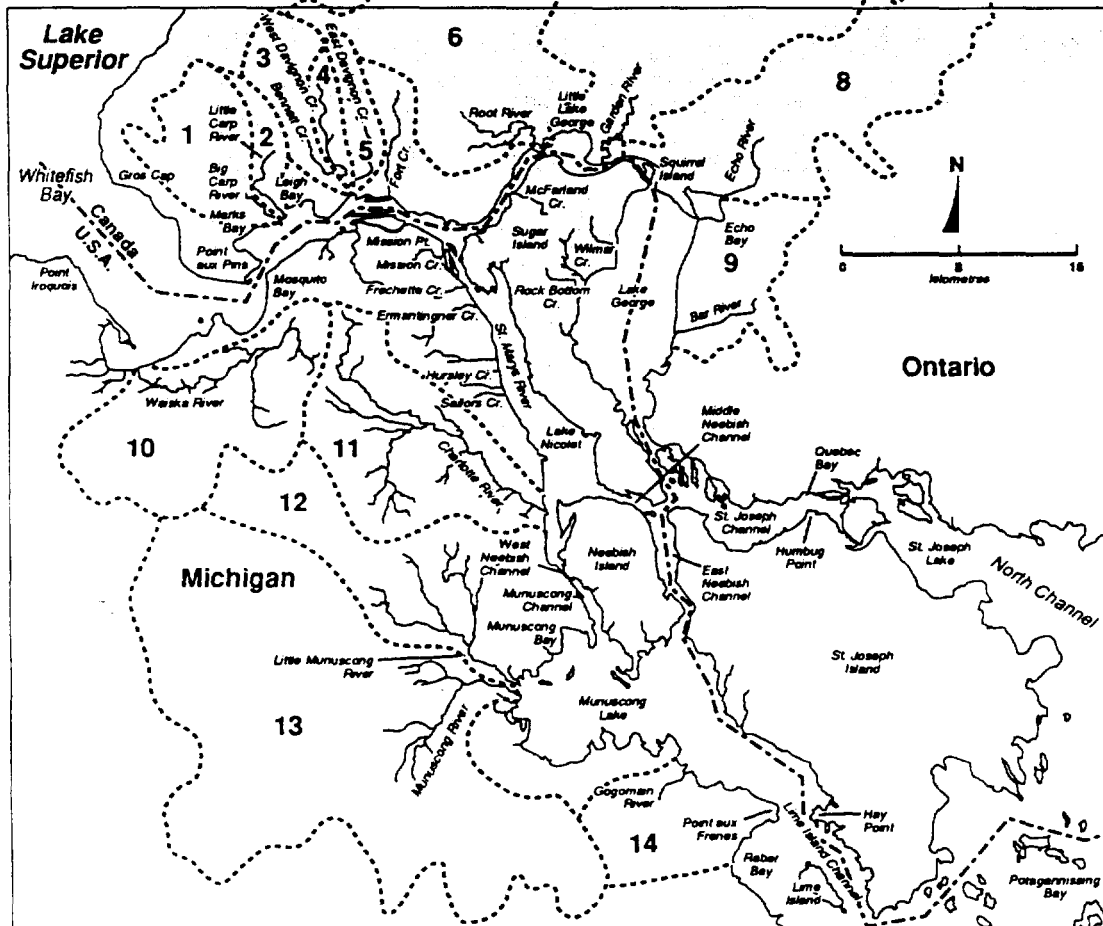 Lake
Superior
6
8
3
West Davignon Cr.
4
East Davignon Cr.
Bennett Cr.
5
Fort Cr.
Root River
Little
Lake
George
Garden River
Squirrel
Island
Echo River
N
1
Little
Carp
River
2
Big
Carp
River
Leigh
Bay
Gros Cap
Whitefish
Bay
Canada
U.S.A.
Marks
Bay
Point
aux Pins
McFarland
Cr.
Sugar
Island
Wilmar
Cr.
Echo
Bay
9
0
8
16
kilometres
Mission Pt.
Mission Cr.
Frechette Cr.
Rock Bottom
Cr.
Lake
George
Bar River
Point
Iroquois
Mosquito
Bay
Ermantingner Cr.
St. Marys River
Ontario
Hursley Cr.
Sailors Cr.
Waiska River
10
11
Charlotte River
Lake
Nicolet
Middle
Neebish
Channel
Quebec
Bay
12
St. Joseph
Channel
Humbug
Point
St. Joseph
Lake
North Channel
Michigan
West
Neebish
Channel
Neebish
Island
East
Neebish
Channel
Munuscong
Channel
Munuscong
Bay
Little Munuscong
River
St. Joseph
Island
13
Munuscong River
Munuscong
Lake
Gogomain
River
14
Point aux
Frenes
Lime Island Channel
Hay
Point
Raber
Bay
Lime
Island
Potagannissing
Bay